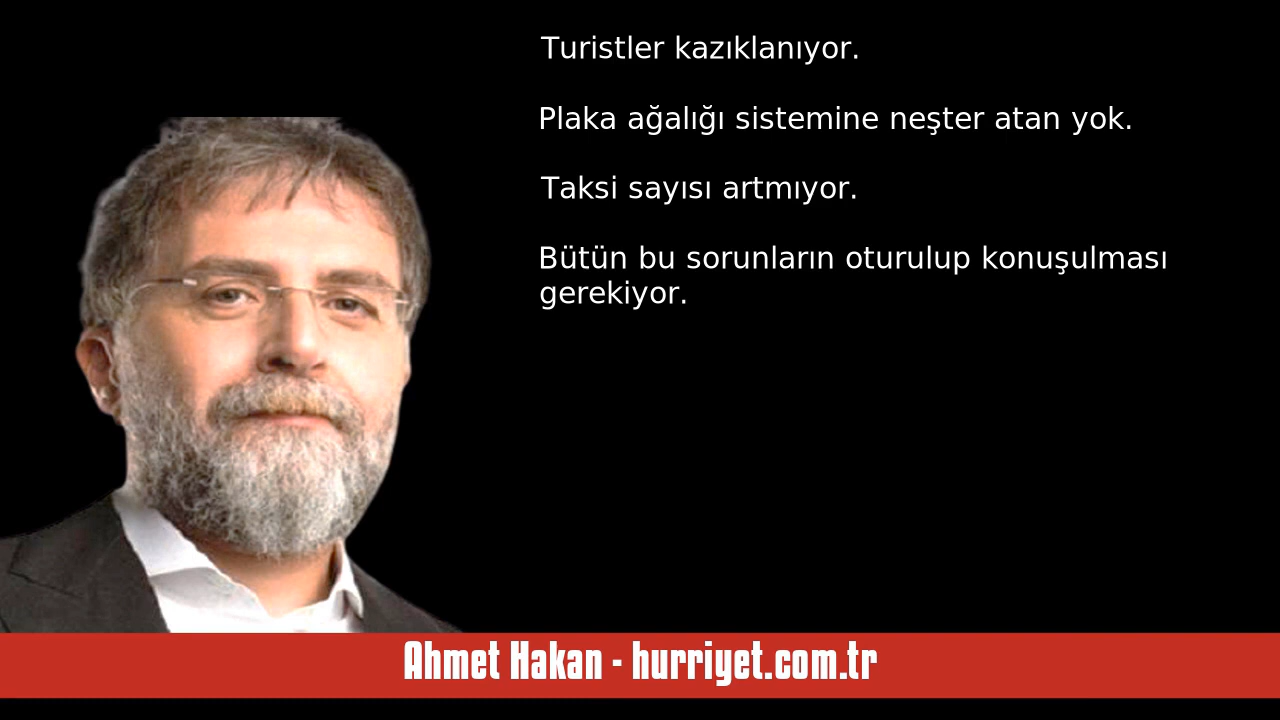 Turistler kazıklanıyor.
Plaka ağalığı sistemine neşter atan yok.
Taksi sayısı artmıyor.
Bütün bu sorunların oturulup konuşulması
gerekiyor.
Ahmet Hakan - hurriyet.com.tr